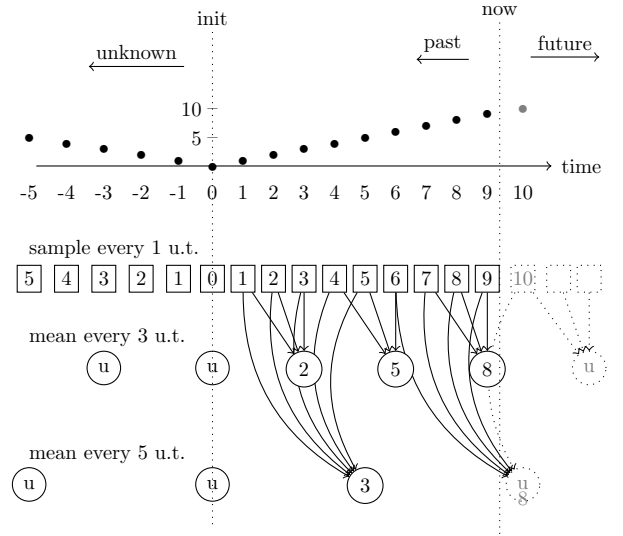 init
now
unknown
past
future
10
5
time
-5 -4 -3 -2 -1 0 1 2 3 4 5 6 7 8 9 10
sample every 1 u.t.
5 4 3 2 1 0 1 2 3 4 5 6 7 8 9 10
mean every 3 u.t.
u u 2 5 8 u
mean every 5 u.t.
u u 3 u
8